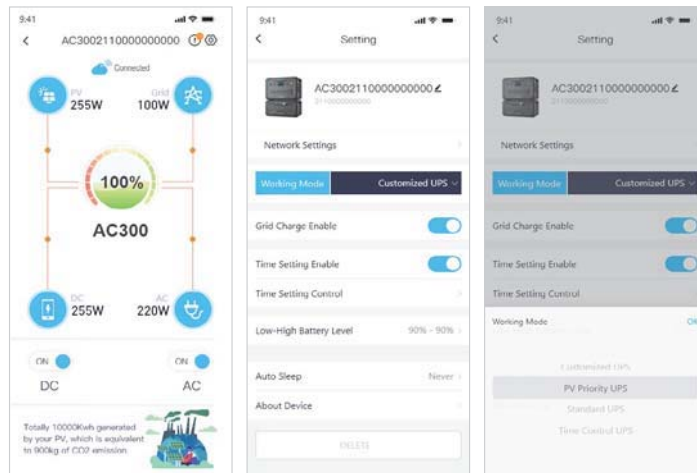 9:41
AC3002110000000000
Connected
PV
255W
Grid
100W
100%
AC300
DC
255W
AC
220W
ON
DC
ON
AC
Totally 10000Kwh generated
by your PV, which is equivalent
to 900kg of CO2 emission
9:41
Setting
AC3002110000000000
2110000000000
Network Settings
Working Mode
Customized UPS
Grid Charge Enable
Time Setting Enable
Time Setting Control
Low-High Battery Level
90% - 90%
Auto Sleep
Never
About Device
DELETE
9:41
Setting
AC3002110000000000
2110000000000
Network Settings
Working Mode
Customized UPS
Grid Charge Enable
Time Setting Enable
Time Setting Control
Working Mode
OK
Customized UPS
PV Priority UPS
Standard UPS
Time Control UPS